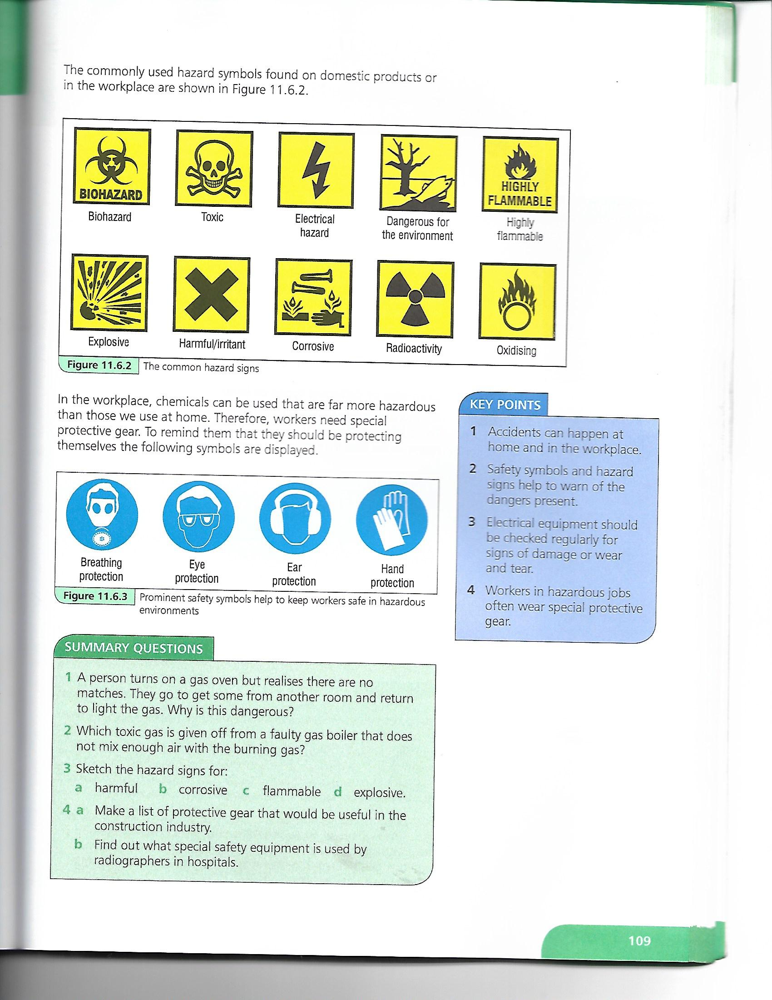 The commonly used hazard symbols found on domestic products or
in the workplace are shown in Figure 11.6.2.
BIOHAZARD
HIGHLY
FLAMMABLE
Biohazard
Toxic
Electrical
hazard
Dangerous for
the environment
Highly
flammable
Explosive
Harmful/irritant
Corrosive
Radioactivity
Oxidising
Figure 11.6.2 The common hazard signs
In the workplace, chemicals can be used that are far more hazardous
than those we use at home. Therefore, workers need special
protective gear. To remind them that they should be protecting
themselves the following symbols are displayed.
Breathing
protection
Eye
protection
Ear
protection
Hand
protection
Figure 11.6.3 Prominent safety symbols help to keep workers safe in hazardous
environments
KEY POINTS
1 Accidents can happen at
home and in the workplace.
2 Safety symbols and hazard
signs help to warn of the
dangers present.
3 Electrical equipment should
be checked regularly for
signs of damage or wear
and tear.
4 Workers in hazardous jobs
often wear special protective
gear.
SUMMARY QUESTIONS
1 A person turns on a gas oven but realises there are no
matches. They go to get some from another room and return
to light the gas. Why is this dangerous?
2 Which toxic gas is given off from a faulty gas boiler that does
not mix enough air with the burning gas?
3 Sketch the hazard signs for:
a harmful b corrosive c flammable d explosive.
4 a Make a list of protective gear that would be useful in the
construction industry.
b Find out what special safety equipment is used by
radiographers in hospitals.
109